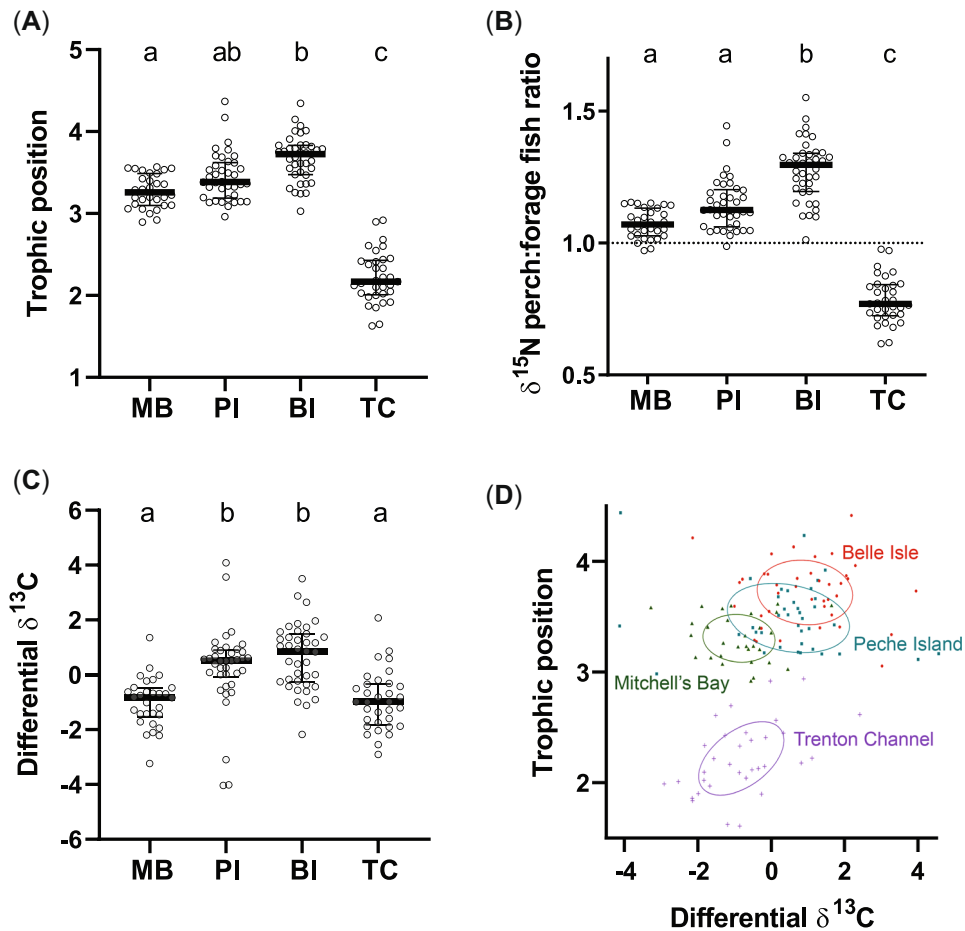 (A)
a ab b c
Trophic position
5
4
3
2
1
MB PI BI TC
(B)
a a b c
δ15N perch:forage fish ratio
1.5
1.0
0.5
MB PI BI TC
(C)
a b b a
Differential δ13C
6
4
2
0
-2
-4
-6
MB PI BI TC
(D)
Trophic position
4
3
2
Belle Isle
Peche Island
Mitchell's Bay
Trenton Channel
-4 -2 0 2 4
Differential δ13C